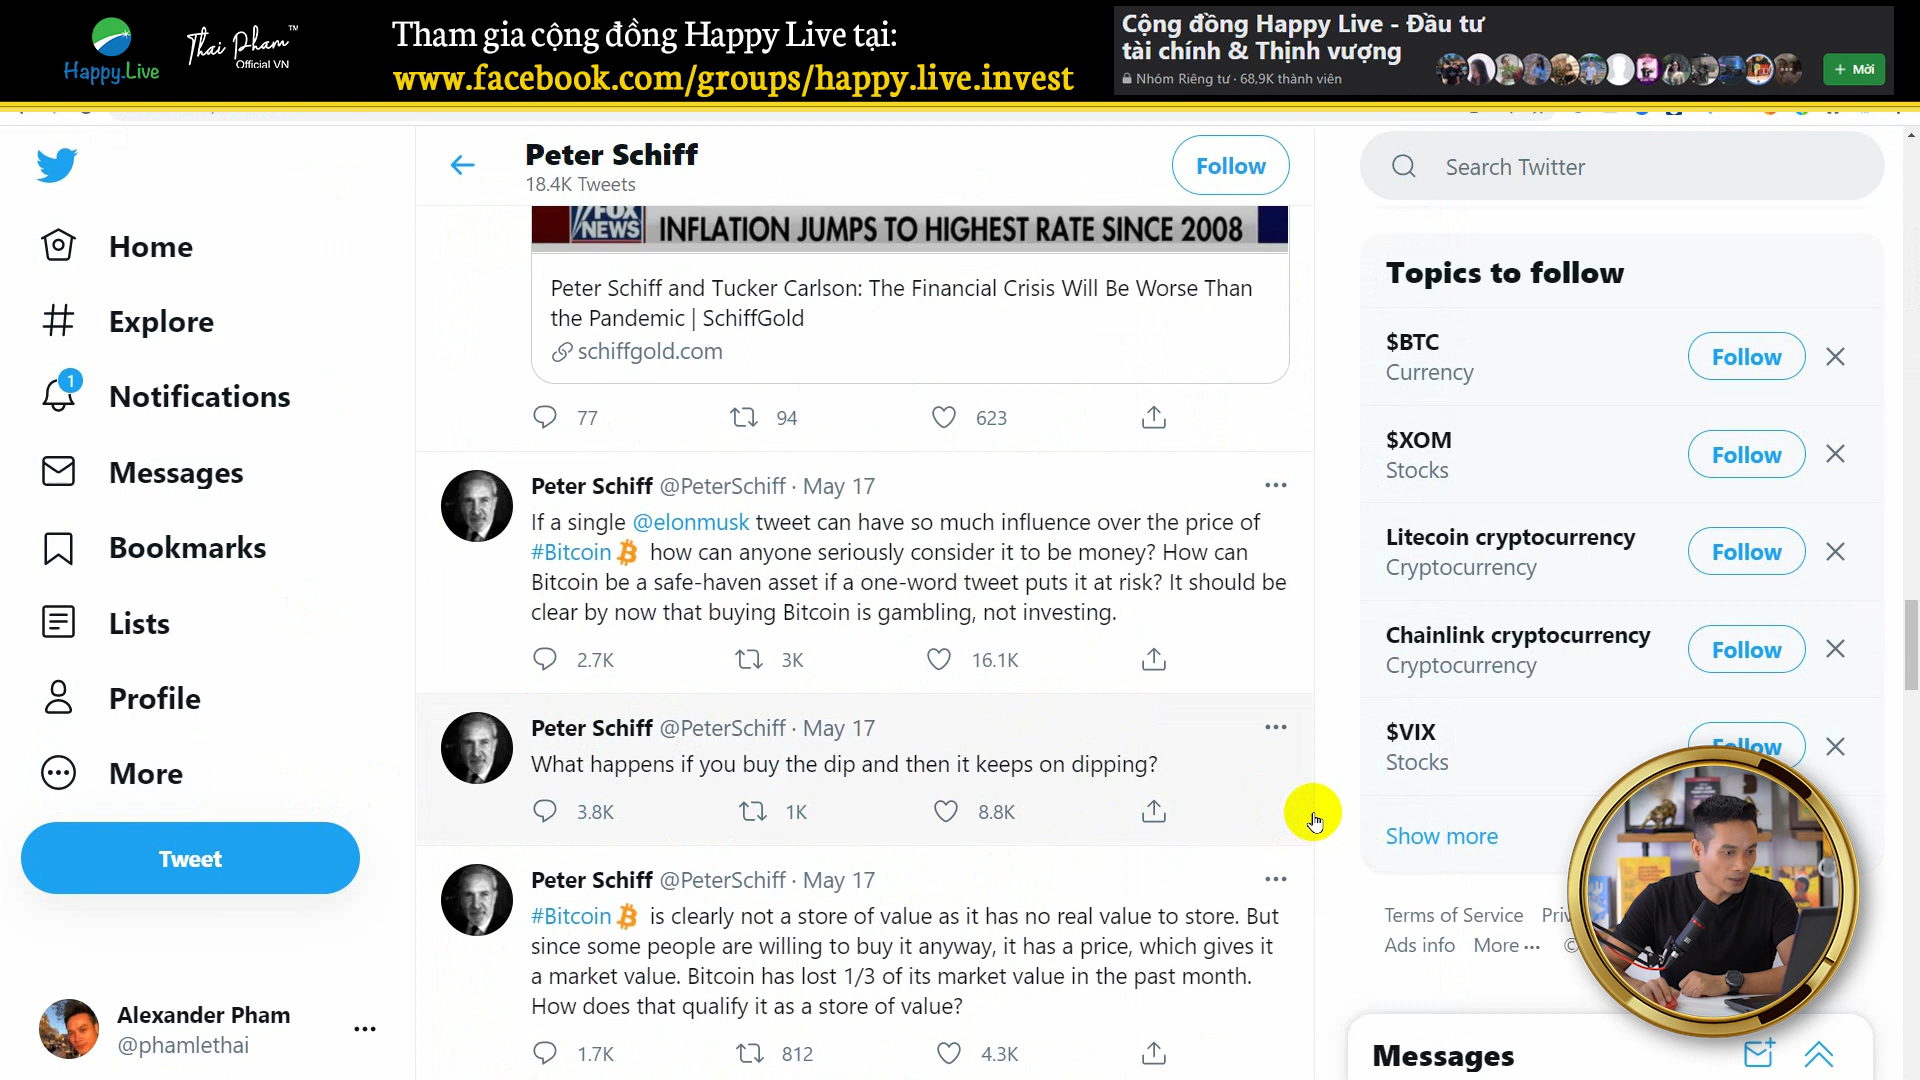 Happy.Live
Thai Pham™
Official VN
Tham gia cộng đồng Happy Live tại:
www.facebook.com/groups/happy.live.invest
Cộng đồng Happy Live - Đầu tư
tài chính & Thịnh vượng
Nhóm Riêng tư · 68,9K thành viên
+ Mời
Home
Explore
1
Notifications
Messages
Bookmarks
Lists
Profile
More
Tweet
Alexander Pham
@phamlethai
Peter Schiff
18.4K Tweets
Follow
FOX
NEWS
INFLATION JUMPS TO HIGHEST RATE SINCE 2008
Peter Schiff and Tucker Carlson: The Financial Crisis Will Be Worse Than
the Pandemic | SchiffGold
schiffgold.com
77 94 623
Peter Schiff @PeterSchiff · May 17
If a single @elonmusk tweet can have so much influence over the price of
#Bitcoin how can anyone seriously consider it to be money? How can
Bitcoin be a safe-haven asset if a one-word tweet puts it at risk? It should be
clear by now that buying Bitcoin is gambling, not investing.
2.7K 3K 16.1K
Peter Schiff @PeterSchiff · May 17
What happens if you buy the dip and then it keeps on dipping?
3.8K 1K 8.8K
Peter Schiff @PeterSchiff · May 17
#Bitcoin is clearly not a store of value as it has no real value to store. But
since some people are willing to buy it anyway, it has a price, which gives it
a market value. Bitcoin has lost 1/3 of its market value in the past month.
How does that qualify it as a store of value?
1.7K 812 4.3K
Search Twitter
Topics to follow
$BTC
Currency
Follow
$XOM
Stocks
Follow
Litecoin cryptocurrency
Cryptocurrency
Follow
Chainlink cryptocurrency
Cryptocurrency
Follow
$VIX
Stocks
Follow
Show more
Terms of Service
Ads info More ··· ©
Messages